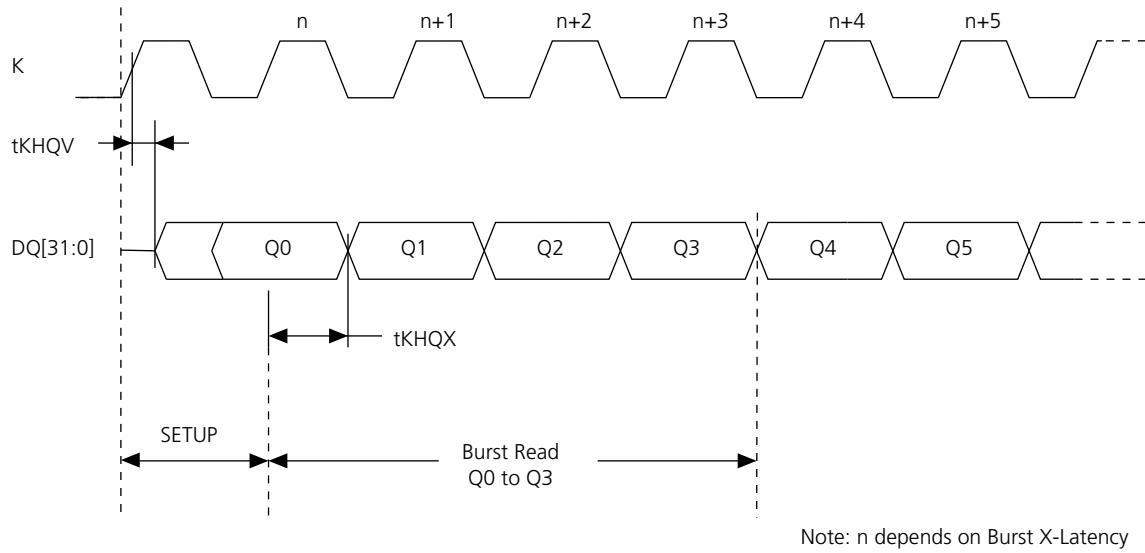 n n+1 n+2 n+3 n+4 n+5
K
tKHQV
DQ[31:0] Q0 Q1 Q2 Q3 Q4 Q5
tKHQX
SETUP
Burst Read
Q0 to Q3
Note: n depends on Burst X-Latency